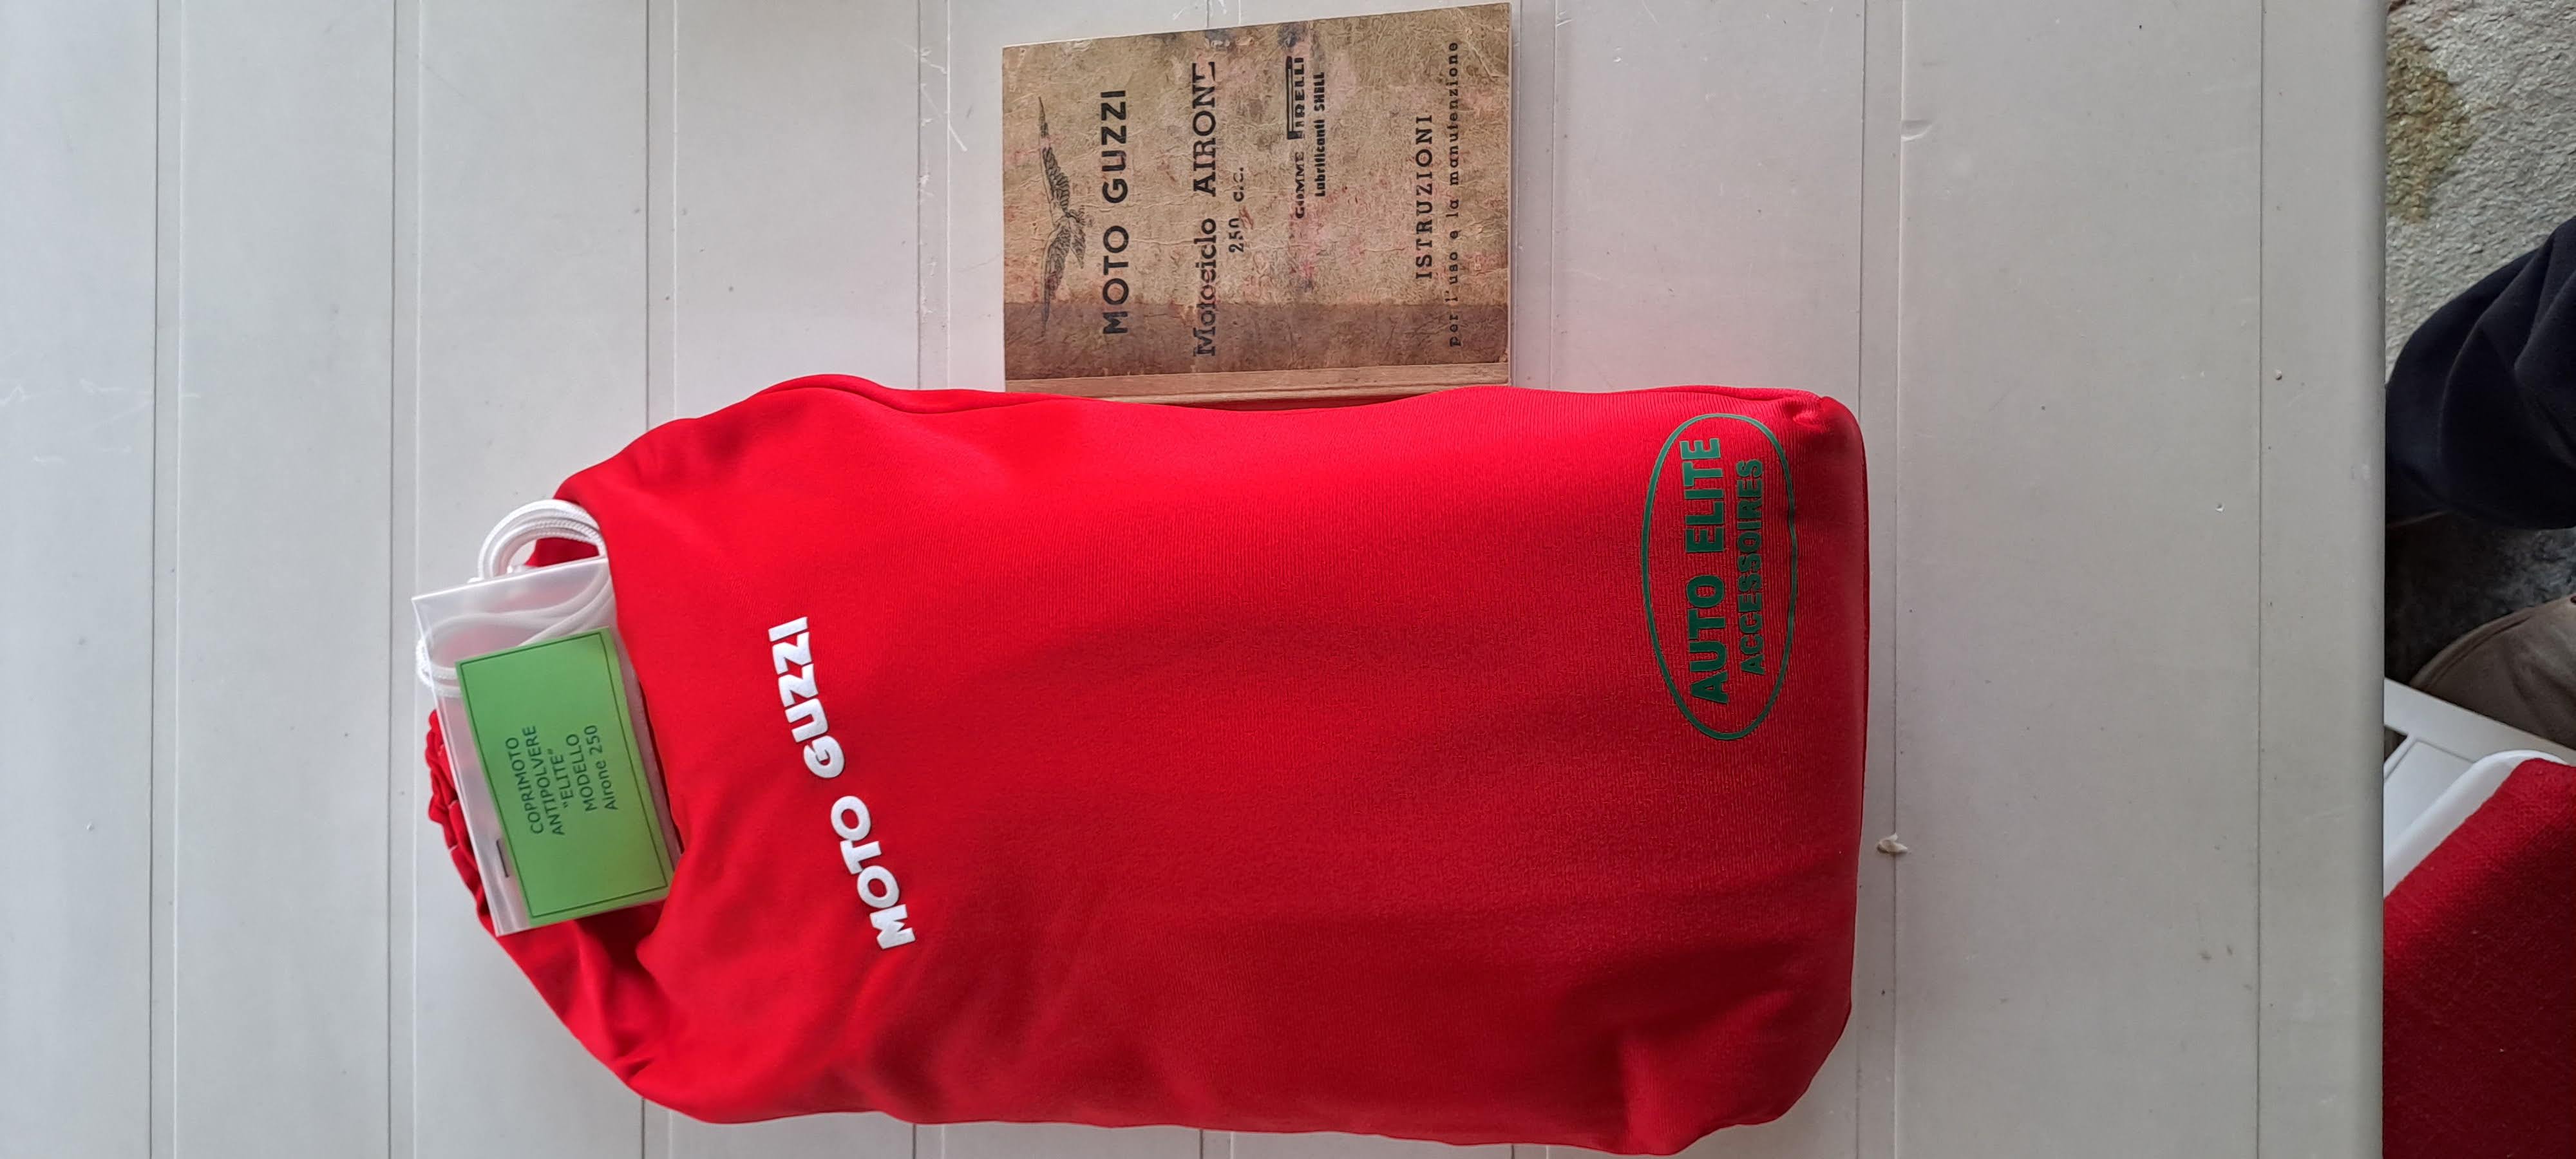 MOTO GUZZI
Motociclo AIRONE
250 c.c.
GOMME PIRELLI
Lubrificanti SHELL
ISTRUZIONI
per l'uso e la manutenzione
COPRIMOTO
ANTIPOLVERE
"ELITE"
MODELLO
Airone 250
MOTO GUZZI
AUTO ELITE
ACCESSOIRES